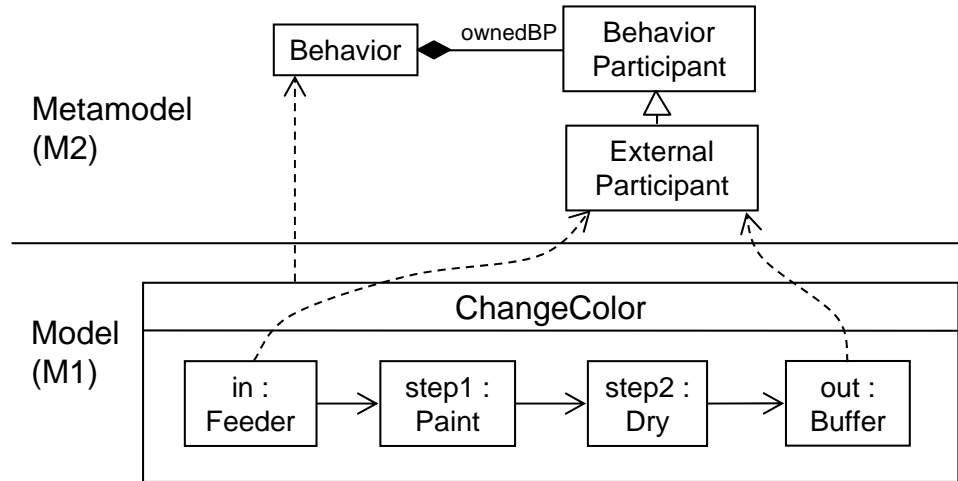 ownedBP
Behavior
Behavior
Participant
Metamodel
(M2)
External
Participant
ChangeColor
Model
(M1)
in :
Feeder
step1 :
Paint
step2 :
Dry
out :
Buffer